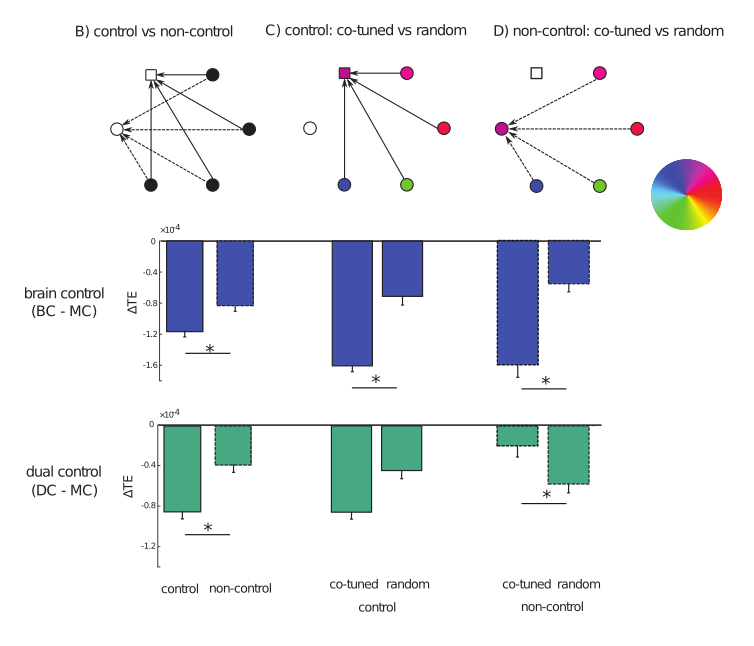 B) control vs non-control
C) control: co-tuned vs random
D) non-control: co-tuned vs random
×10⁻⁴
0
-0.4
-0.8
-1.2
-1.6
ΔTE
brain control
(BC - MC)
*
*
*
×10⁻⁴
0
-0.4
-0.8
-1.2
ΔTE
dual control
(DC - MC)
*
*
control non-control
co-tuned random
control
co-tuned random
non-control